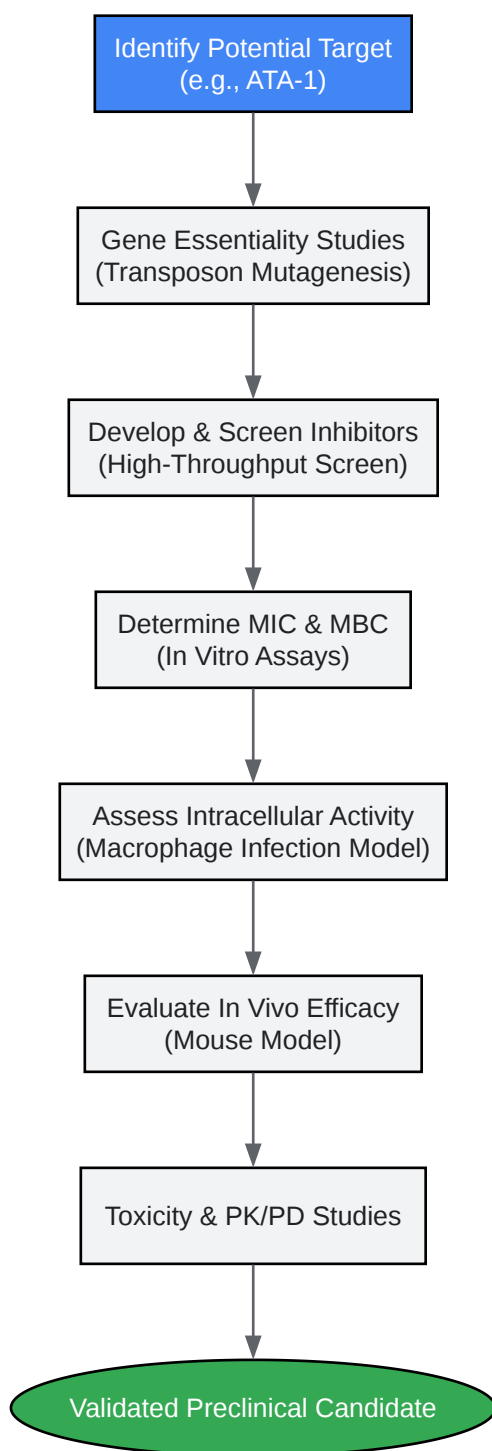 Identify Potential Target
(e.g., ATA-1)
Gene Essentiality Studies
(Transposon Mutagenesis)
Develop & Screen Inhibitors
(High-Throughput Screen)
Determine MIC & MBC
(In Vitro Assays)
Assess Intracellular Activity
(Macrophage Infection Model)
Evaluate In Vivo Efficacy
(Mouse Model)
Toxicity & PK/PD Studies
Validated Preclinical Candidate